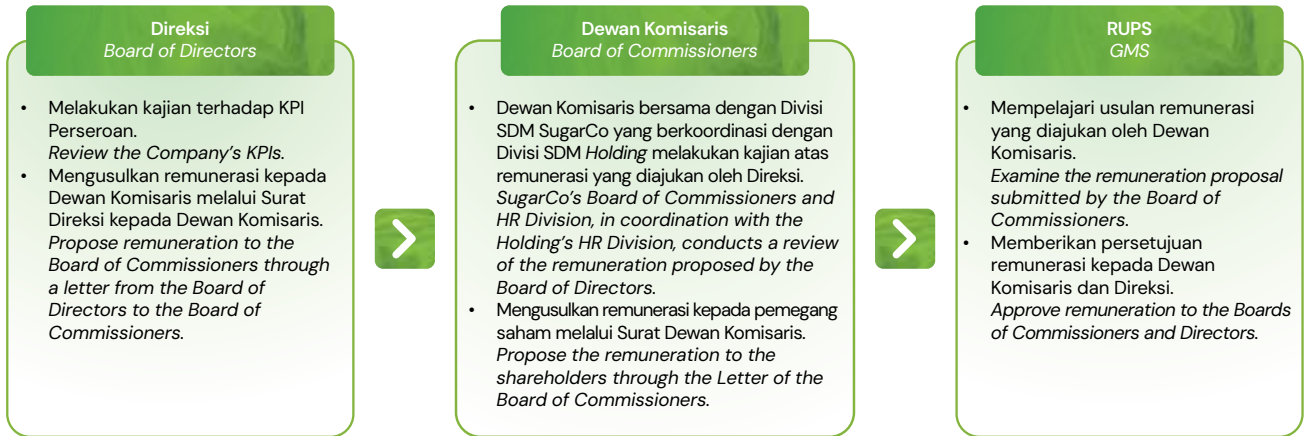 Direksi
Board of Directors
• Melakukan kajian terhadap KPI
Perseroan.
Review the Company's KPIs.
• Mengusulkan remunerasi kepada
Dewan Komisaris melalui Surat
Direksi kepada Dewan Komisaris.
Propose remuneration to the
Board of Commissioners through
a letter from the Board of
Directors to the Board of
Commissioners.
Dewan Komisaris
Board of Commissioners
• Dewan Komisaris bersama dengan Divisi
SDM SugarCo yang berkoordinasi dengan
Divisi SDM Holding melakukan kajian atas
remunerasi yang diajukan oleh Direksi.
SugarCo's Board of Commissioners and
HR Division, in coordination with the
Holding's HR Division, conducts a review
of the remuneration proposed by the
Board of Directors.
• Mengusulkan remunerasi kepada pemegang
saham melalui Surat Dewan Komisaris.
Propose the remuneration to the
shareholders through the Letter of the
Board of Commissioners.
RUPS
GMS
• Mempelajari usulan remunerasi
yang diajukan oleh Dewan
Komisaris.
Examine the remuneration proposal
submitted by the Board of
Commissioners.
• Memberikan persetujuan
remunerasi kepada Dewan
Komisaris dan Direksi.
Approve remuneration to the Boards
of Commissioners and Directors.